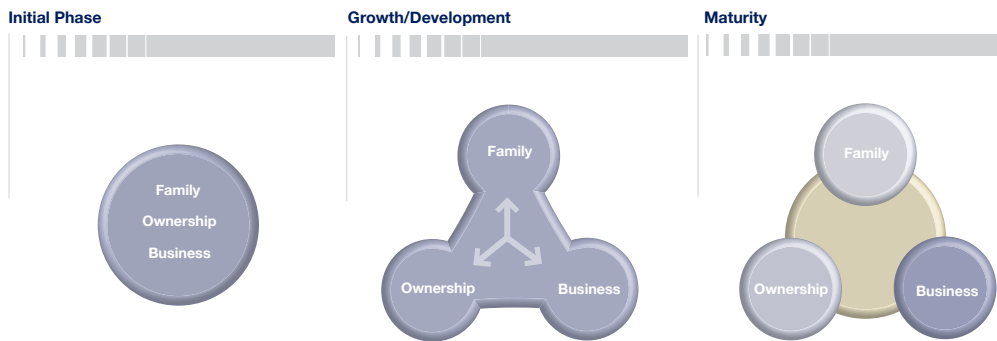 Initial Phase
Family
Ownership
Business
Growth/Development
Family
Ownership
Business
Maturity
Family
Ownership
Business